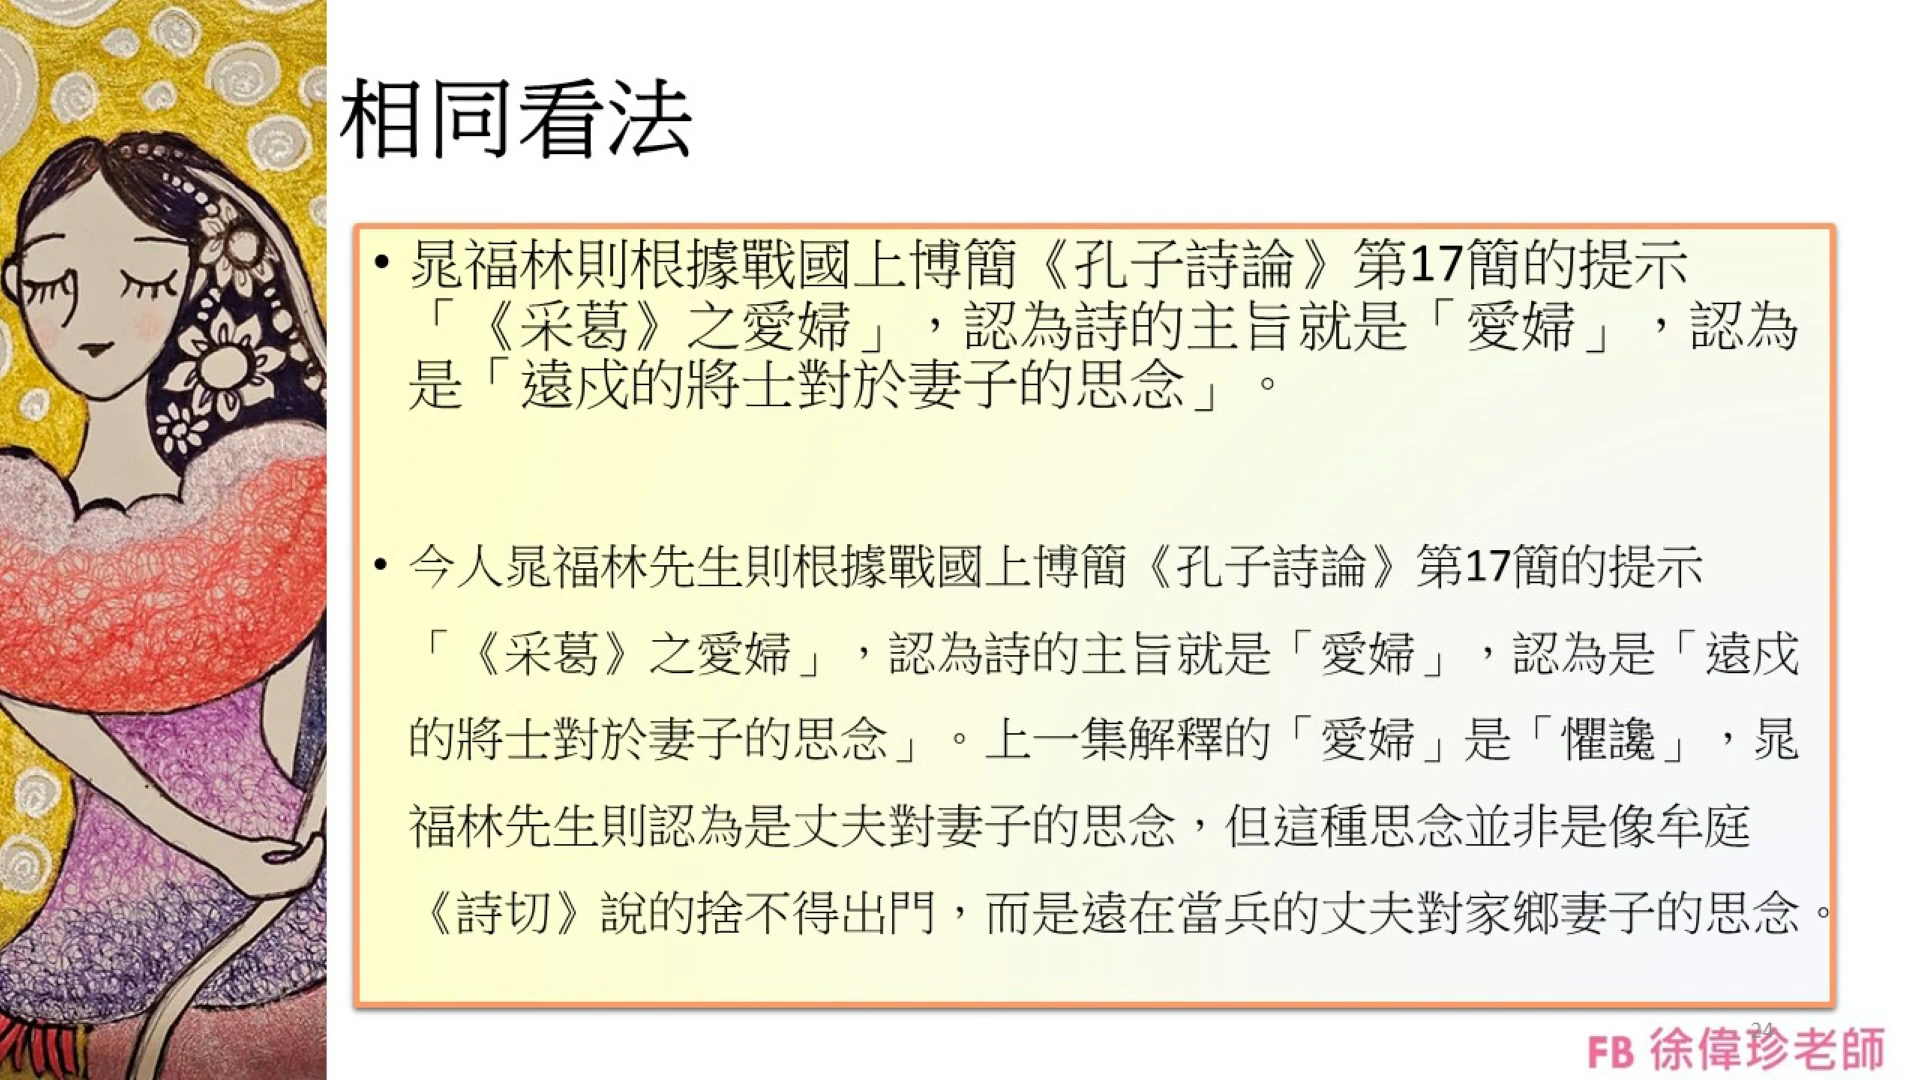 相同看法
• 晁福林則根據戰國上博簡《孔子詩論》第17簡的提示
「《采葛》之愛婦」，認為詩的主旨就是「愛婦」，認為
是「遠戍的將士對於妻子的思念」。
• 今人晁福林先生則根據戰國上博簡《孔子詩論》第17簡的提示
「《采葛》之愛婦」，認為詩的主旨就是「愛婦」，認為是「遠戍
的將士對於妻子的思念」。上一集解釋的「愛婦」是「懼讒」，晁
福林先生則認為是丈夫對妻子的思念，但這種思念並非是像牟庭
《詩切》說的捨不得出門，而是遠在當兵的丈夫對家鄉妻子的思念。
24
FB 徐偉珍老師